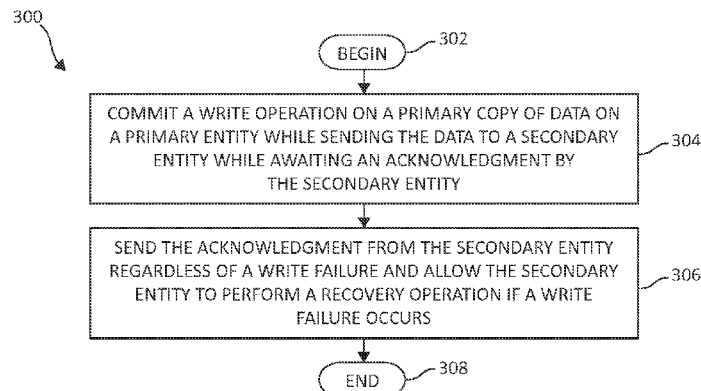 300
BEGIN
302
COMMIT A WRITE OPERATION ON A PRIMARY COPY OF DATA ON
A PRIMARY ENTITY WHILE SENDING THE DATA TO A SECONDARY
ENTITY WHILE AWAITING AN ACKNOWLEDGMENT BY
THE SECONDARY ENTITY
304
SEND THE ACKNOWLEDGMENT FROM THE SECONDARY ENTITY
REGARDLESS OF A WRITE FAILURE AND ALLOW THE SECONDARY
ENTITY TO PERFORM A RECOVERY OPERATION IF A WRITE
FAILURE OCCURS
306
END
308